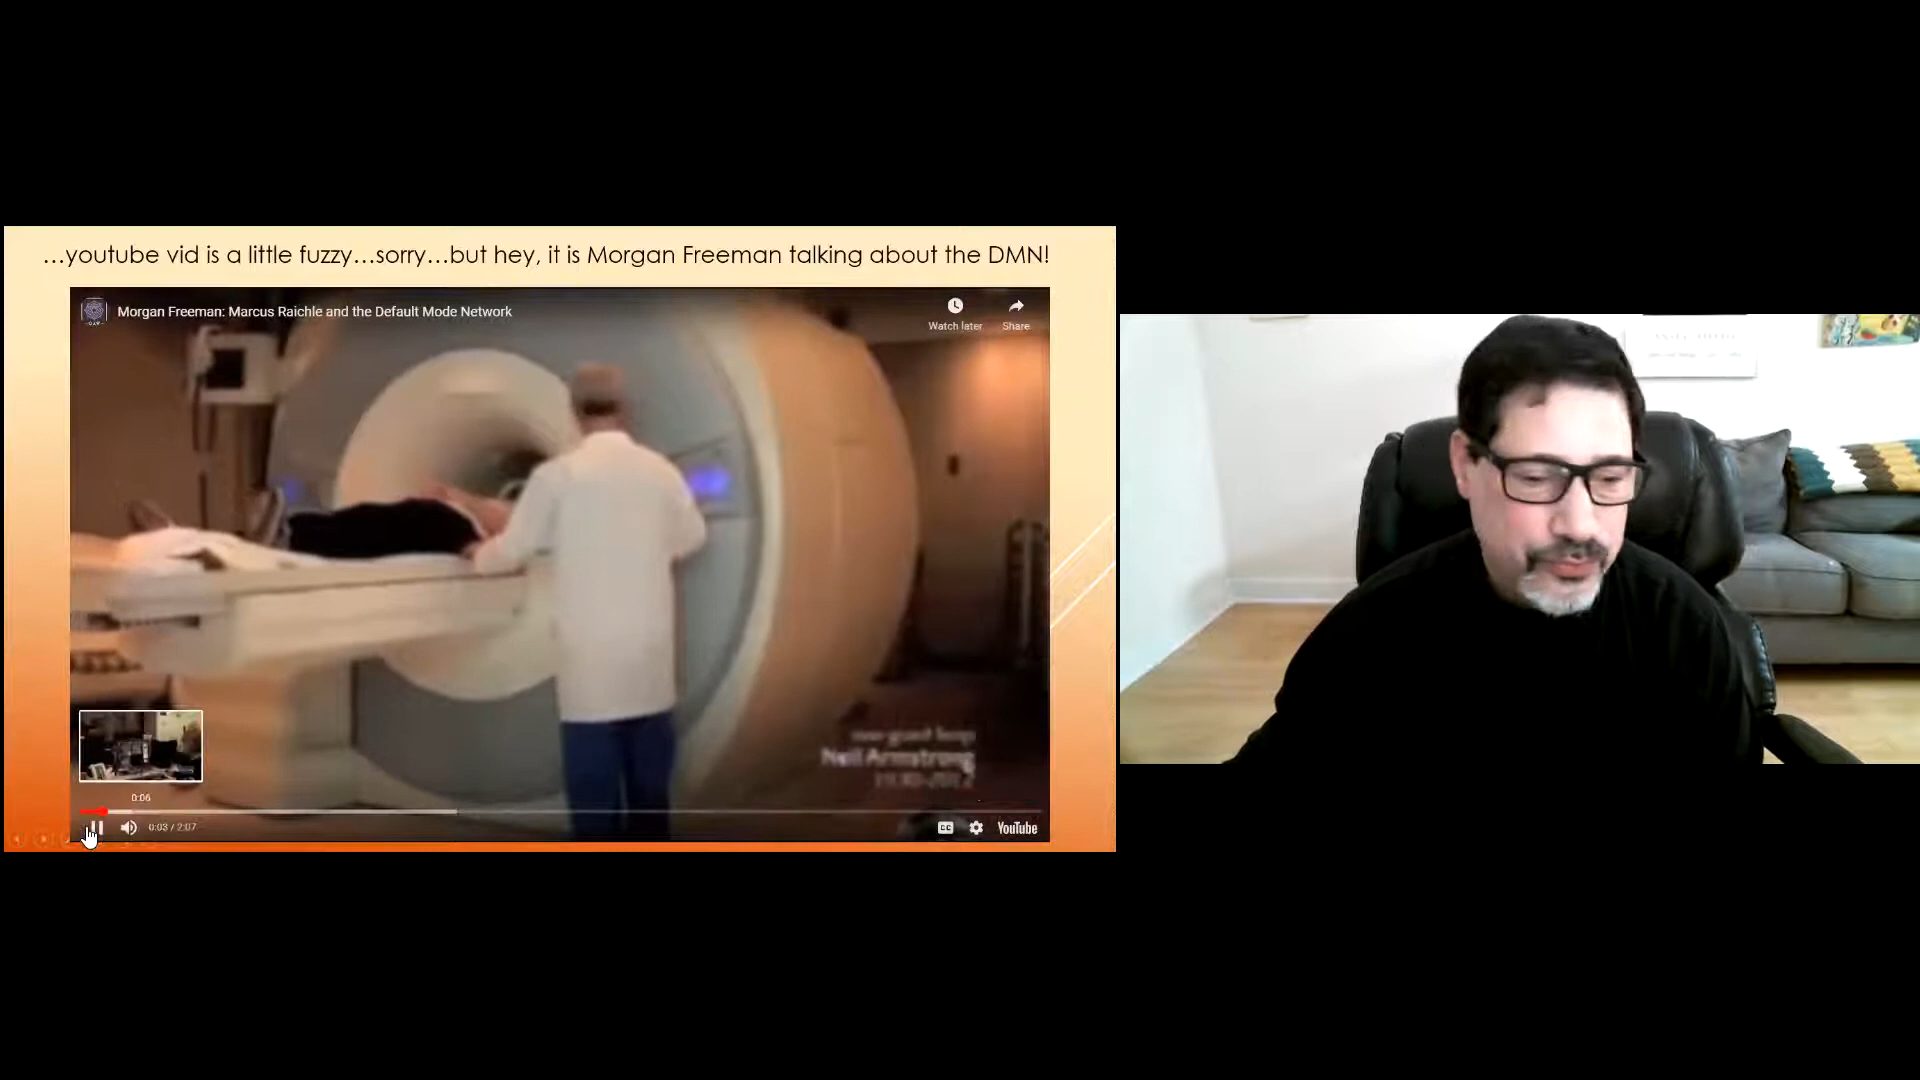 ...youtube vid is a little fuzzy...sorry...but hey, it is Morgan Freeman talking about the DMN!
Morgan Freeman: Marcus Raichle and the Default Mode Network
Watch later
Share
Neil Armstrong
0:06
0:03 / 2:07
CC
YouTube